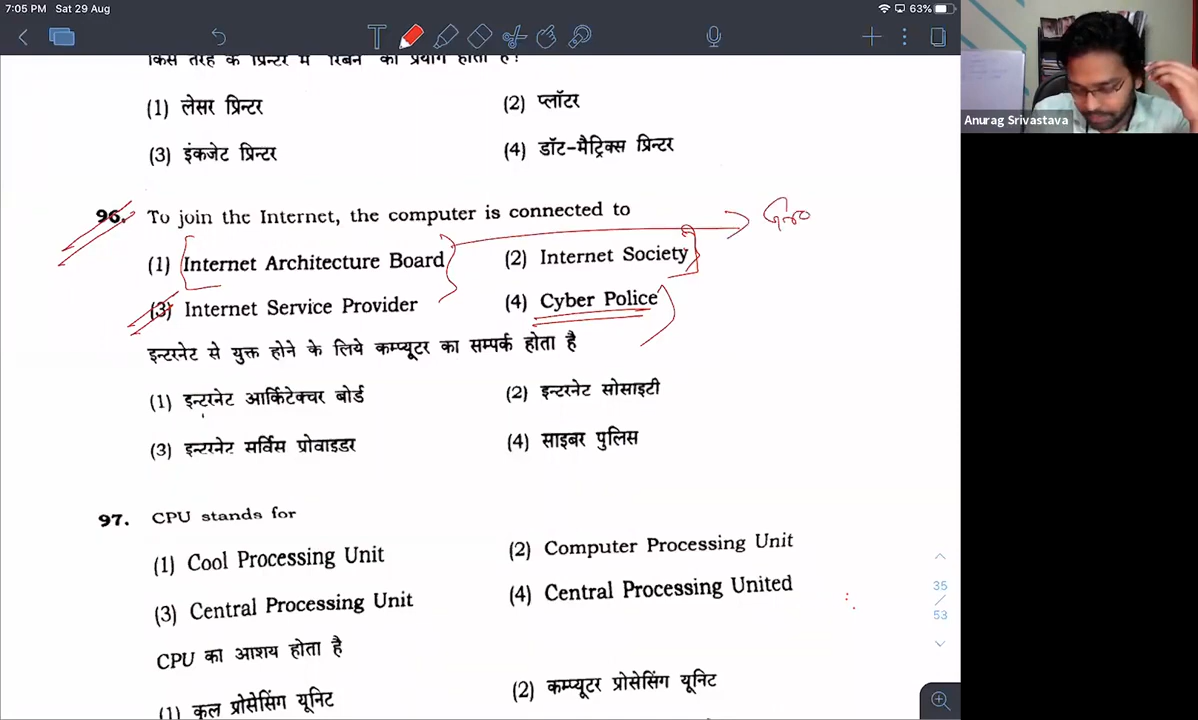 7:05 PM Sat 29 Aug 63%
किस तरह के प्रिन्टर में रिबन का प्रयोग होता है?
(1) लेसर प्रिन्टर (2) प्लॉटर
(3) इंकजेट प्रिन्टर (4) डॉट-मैट्रिक्स प्रिन्टर
Anurag Srivastava
96. To join the Internet, the computer is connected to
(1) Internet Architecture Board (2) Internet Society
(3) Internet Service Provider (4) Cyber Police
इन्टरनेट से युक्त होने के लिये कम्प्यूटर का सम्पर्क होता है
(1) इन्टरनेट आर्किटेक्चर बोर्ड (2) इन्टरनेट सोसाइटी
(3) इन्टरनेट सर्विस प्रोवाइडर (4) साइबर पुलिस
97. CPU stands for
(1) Cool Processing Unit (2) Computer Processing Unit
(3) Central Processing Unit (4) Central Processing United
CPU का आशय होता है
(1) कूल प्रोसेसिंग यूनिट (2) कम्प्यूटर प्रोसेसिंग यूनिट
35
/
53